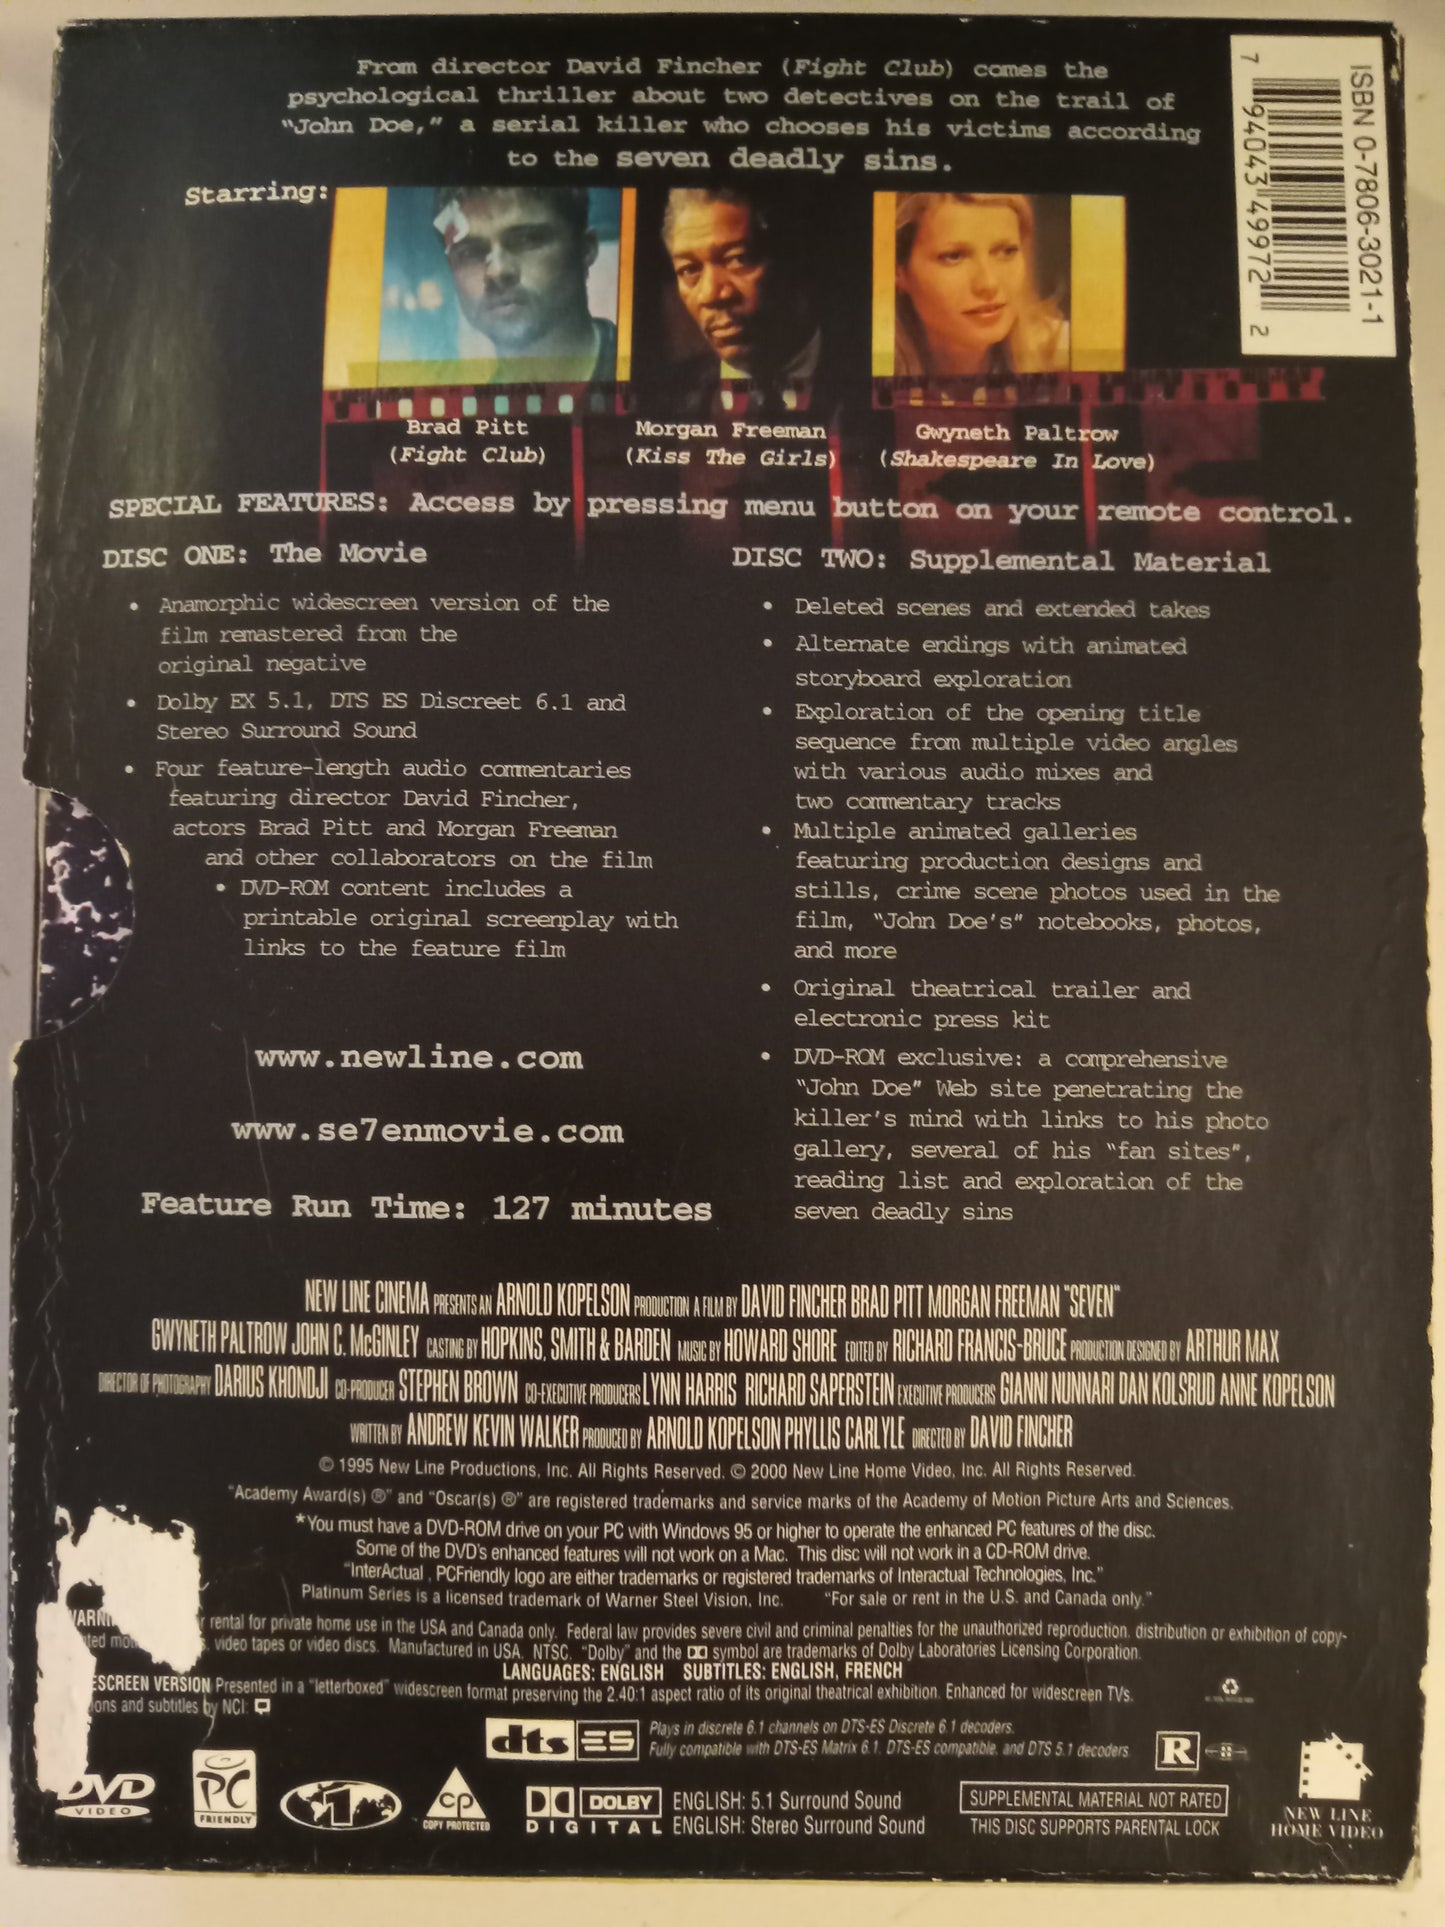 From director David Fincher (Fight Club) comes the
psychological thriller about two detectives on the trail of
“John Doe,” a serial killer who chooses his victims according
to the seven deadly sins.
ISBN 0-7806-3021-1
7 94043 49972 2
Starring:
Brad Pitt
(Fight Club)
Morgan Freeman
(Kiss The Girls)
Gwyneth Paltrow
(Shakespeare In Love)
SPECIAL FEATURES: Access by pressing menu button on your remote control.
DISC ONE: The Movie
• Anamorphic widescreen version of the
film remastered from the
original negative
• Dolby EX 5.1, DTS ES Discreet 6.1 and
Stereo Surround Sound
• Four feature-length audio commentaries
featuring director David Fincher,
actors Brad Pitt and Morgan Freeman
and other collaborators on the film
• DVD-ROM content includes a
printable original screenplay with
links to the feature film
www.newline.com
www.se7enmovie.com
Feature Run Time: 127 minutes
DISC TWO: Supplemental Material
• Deleted scenes and extended takes
• Alternate endings with animated
storyboard exploration
• Exploration of the opening title
sequence from multiple video angles
with various audio mixes and
two commentary tracks
• Multiple animated galleries
featuring production designs and
stills, crime scene photos used in the
film, “John Doe’s” notebooks, photos,
and more
• Original theatrical trailer and
electronic press kit
• DVD-ROM exclusive: a comprehensive
“John Doe” Web site penetrating the
killer’s mind with links to his photo
gallery, several of his “fan sites”,
reading list and exploration of the
seven deadly sins
NEW LINE CINEMA PRESENTS AN ARNOLD KOPELSON PRODUCTION A FILM BY DAVID FINCHER BRAD PITT MORGAN FREEMAN "SEVEN"
GWYNETH PALTROW JOHN C. McGINLEY CASTING BY HOPKINS, SMITH & BARDEN MUSIC BY HOWARD SHORE EDITED BY RICHARD FRANCIS-BRUCE PRODUCTION DESIGNED BY ARTHUR MAX
DIRECTOR OF PHOTOGRAPHY DARIUS KHONDJI CO-PRODUCER STEPHEN BROWN CO-EXECUTIVE PRODUCERS LYNN HARRIS RICHARD SAPERSTEIN EXECUTIVE PRODUCERS GIANNI NUNNARI DAN KOLSRUD ANNE KOPELSON
WRITTEN BY ANDREW KEVIN WALKER PRODUCED BY ARNOLD KOPELSON PHYLLIS CARLYLE DIRECTED BY DAVID FINCHER
© 1995 New Line Productions, Inc. All Rights Reserved. © 2000 New Line Home Video, Inc. All Rights Reserved.
“Academy Award(s) ®” and “Oscar(s) ®” are registered trademarks and service marks of the Academy of Motion Picture Arts and Sciences.
*You must have a DVD-ROM drive on your PC with Windows 95 or higher to operate the enhanced PC features of the disc.
Some of the DVD's enhanced features will not work on a Mac. This disc will not work in a CD-ROM drive.
“InterActual , PCFriendly logo are either trademarks or registered trademarks of Interactual Technologies, Inc.”
Platinum Series is a licensed trademark of Warner Steel Vision, Inc. “For sale or rent in the U.S. and Canada only.”
rental for private home use in the USA and Canada only. Federal law provides severe civil and criminal penalties for the unauthorized reproduction, distribution or exhibition of copy-
video tapes or video discs. Manufactured in USA. NTSC. “Dolby” and the DD symbol are trademarks of Dolby Laboratories Licensing Corporation.
LANGUAGES: ENGLISH SUBTITLES: ENGLISH, FRENCH
ESCREEN VERSION Presented in a “letterboxed” widescreen format preserving the 2.40:1 aspect ratio of its original theatrical exhibition. Enhanced for widescreen TVs.
ions and subtitles by NCI.
dts ES
Plays in discrete 6.1 channels on DTS-ES Discrete 6.1 decoders.
Fully compatible with DTS-ES Matrix 6.1, DTS-ES compatible, and DTS 5.1 decoders.
R
DVD
VIDEO
PC
FRIENDLY
1
CP
COPY PROTECTED
DOLBY
DIGITAL
ENGLISH: 5.1 Surround Sound
ENGLISH: Stereo Surround Sound
SUPPLEMENTAL MATERIAL NOT RATED
THIS DISC SUPPORTS PARENTAL LOCK
NEW LINE
HOME VIDEO